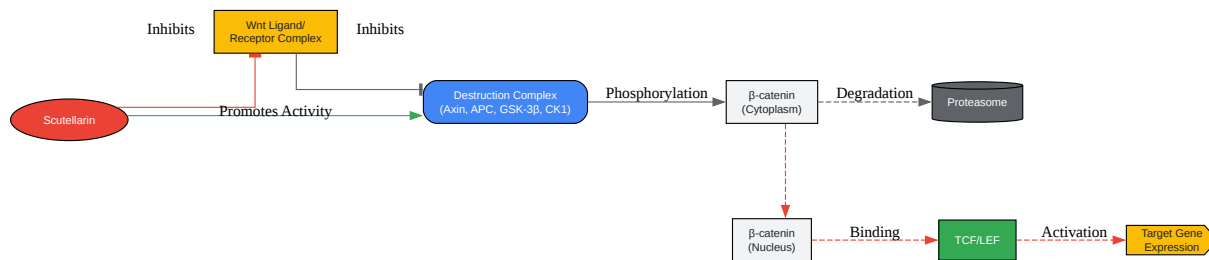 Inhibits
Wnt Ligand/
Receptor Complex
Inhibits
Scutellarin
Promotes Activity
Destruction Complex
(Axin, APC, GSK-3β, CK1)
Phosphorylation
β-catenin
(Cytoplasm)
Degradation
Proteasome
β-catenin
(Nucleus)
Binding
TCF/LEF
Activation
Target Gene
Expression